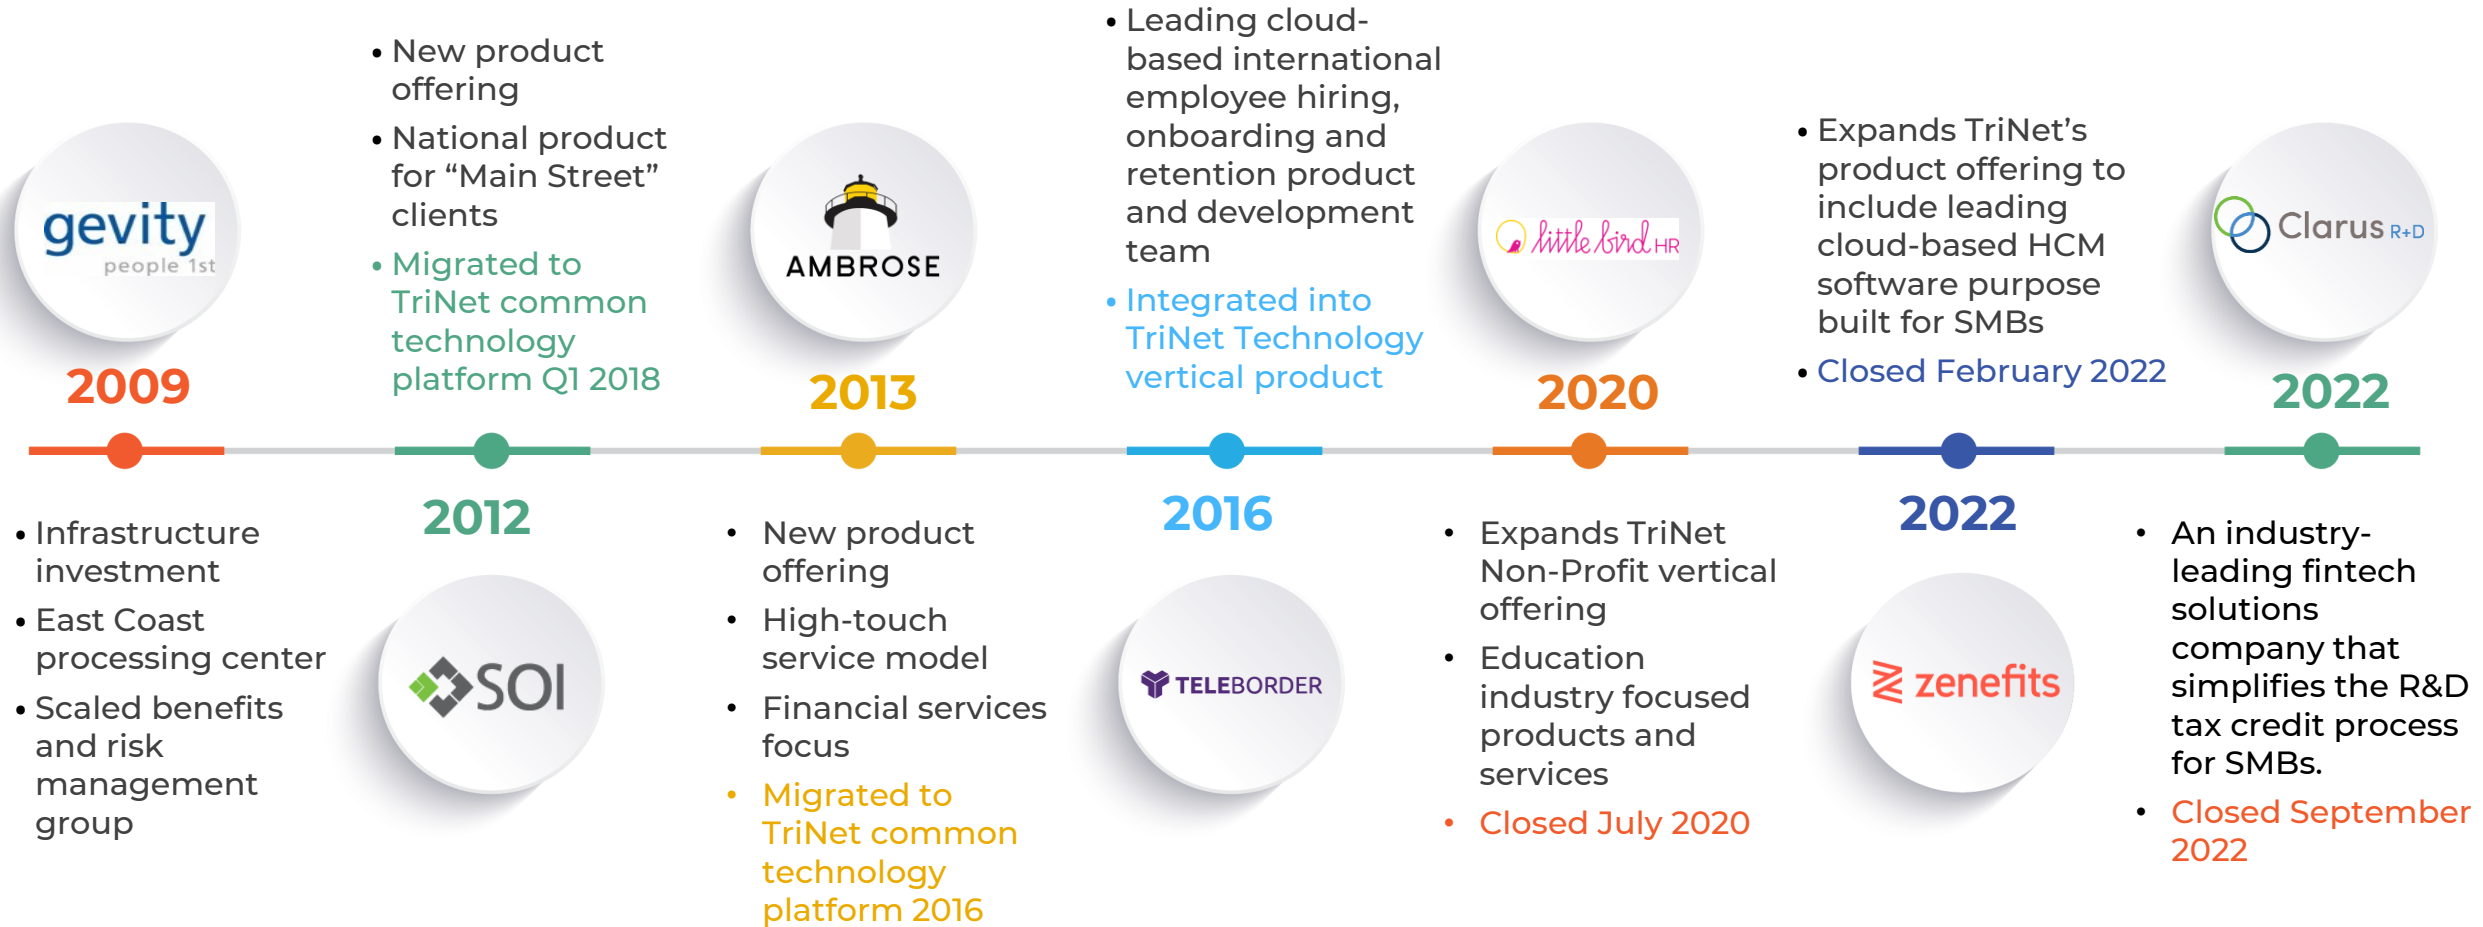 gevity
people 1st
2009
• Infrastructure
investment
• East Coast
processing center
• Scaled benefits
and risk
management
group
• New product
offering
• National product
for “Main Street”
clients
• Migrated to
TriNet common
technology
platform Q1 2018
2012
SOI
AMBROSE
2013
• New product
offering
• High-touch
service model
• Financial services
focus
• Migrated to
TriNet common
technology
platform 2016
• Leading cloud-
based international
employee hiring,
onboarding and
retention product
and development
team
• Integrated into
TriNet Technology
vertical product
2016
TELEBORDER
little bird HR
2020
• Expands TriNet
Non-Profit vertical
offering
• Education
industry focused
products and
services
• Closed July 2020
• Expands TriNet’s
product offering to
include leading
cloud-based HCM
software purpose
built for SMBs
• Closed February 2022
2022
zenefits
Clarus R+D
2022
• An industry-
leading fintech
solutions
company that
simplifies the R&D
tax credit process
for SMBs.
• Closed September
2022